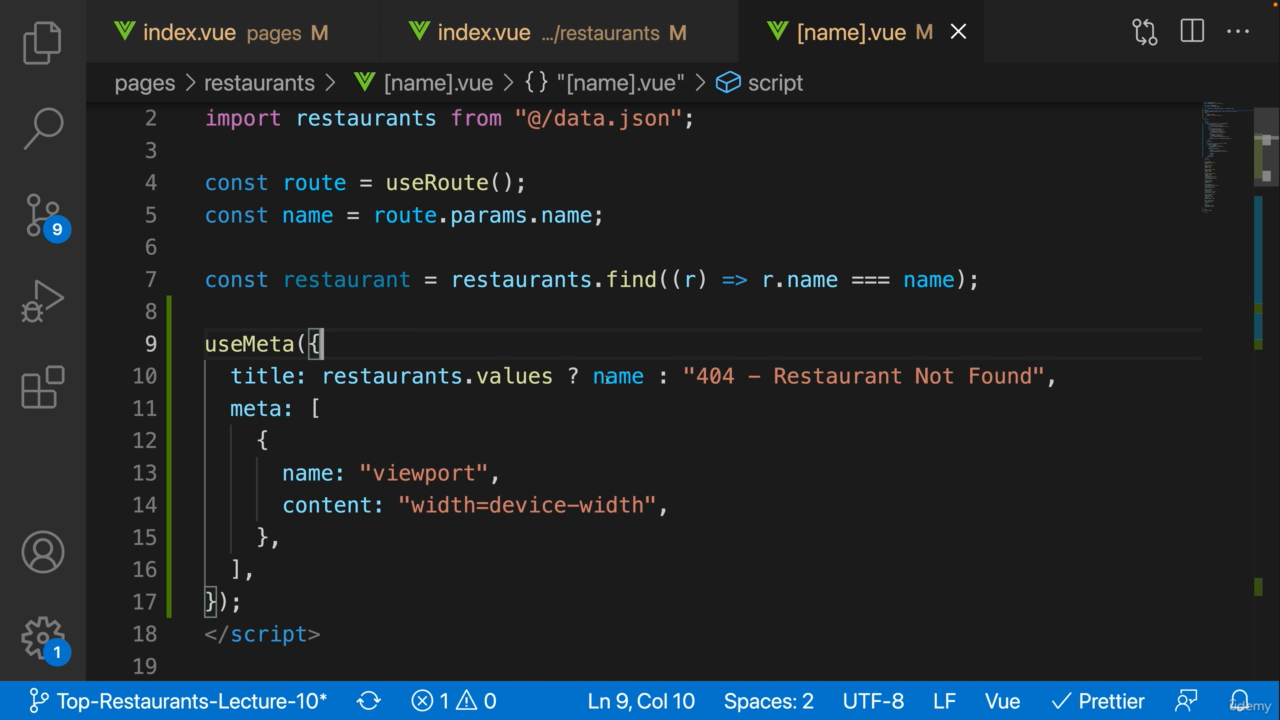 index.vue pages M index.vue .../restaurants M [name].vue M
pages > restaurants > [name].vue > {} "[name].vue" > script
2 import restaurants from "@/data.json";
3
4 const route = useRoute();
5 const name = route.params.name;
6
7 const restaurant = restaurants.find((r) => r.name === name);
8
9 useMeta({
10 title: restaurants.values ? name : "404 - Restaurant Not Found",
11 meta: [
12 {
13 name: "viewport",
14 content: "width=device-width",
15 },
16 ],
17 });
18 </script>
19
9
1
Top-Restaurants-Lecture-10* 1 0 Ln 9, Col 10 Spaces: 2 UTF-8 LF Vue Prettier
udemy